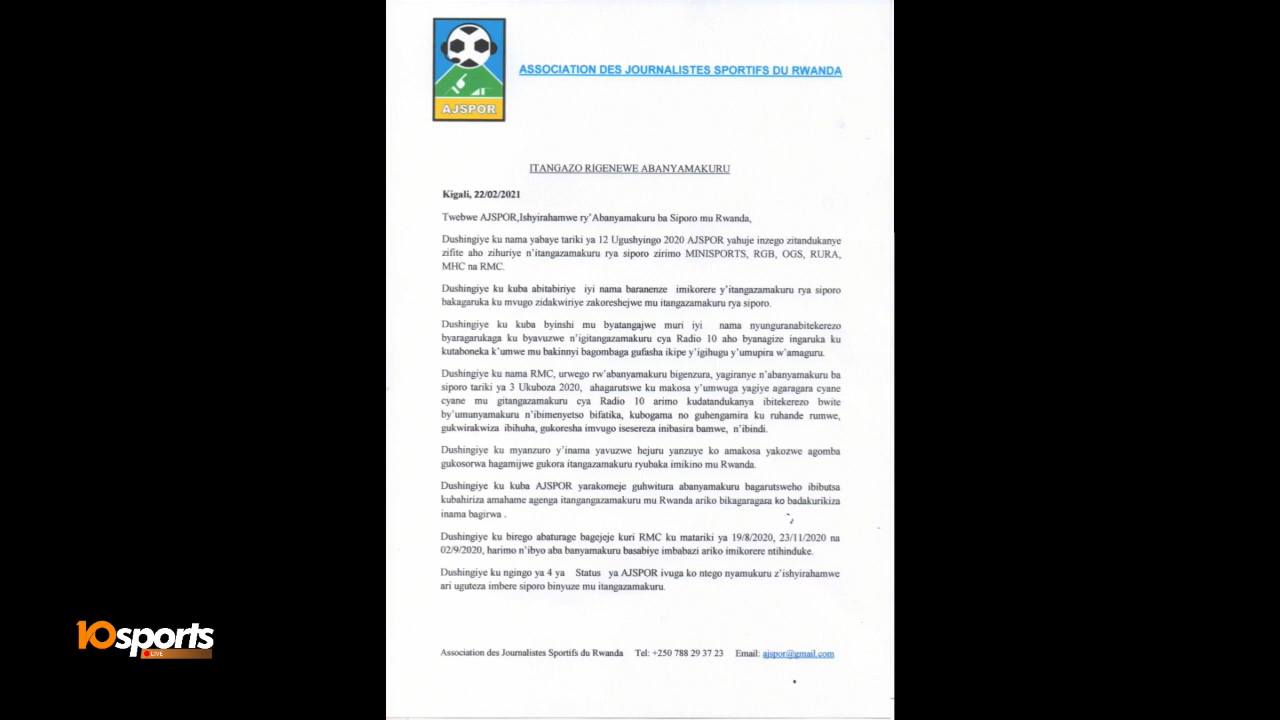 AJSPOR
ASSOCIATION DES JOURNALISTES SPORTIFS DU RWANDA
ITANGAZO RIGENEWE ABANYAMAKURU
Kigali, 22/02/2021
Twebwe AJSPOR,Ishyirahamwe ry'Abanyamakuru ba Siporo mu Rwanda,
Dushingiye ku nama yabaye tariki ya 12 Ugushyingo 2020 AJSPOR yahuje inzego zitandukanye
zifite aho zihuriye n'itangazamakuru rya siporo zirimo MINISPORTS, RGB, OGS, RURA,
MHC na RMC.
Dushingiye ku kuba abitabiriye iyi nama baranenze imikorere y'itangazamakuru rya siporo
bakagaruka ku mvugo zidakwiriye zakoreshejwe mu itangazamakuru rya siporo.
Dushingiye ku kuba byinshi mu byatangajwe muri iyi nama nyunguranabitekerezo
byaragarukaga ku byavuzwe n'igitangazamakuru cya Radio 10 aho byanagize ingaruka ku
kutaboneka k'umwe mu bakinnyi bagombaga gufasha ikipe y'igihugu y'umupira w'amaguru.
Dushingiye ku nama RMC, urwego rw'abanyamakuru bigenzura, yagiranye n'abanyamakuru ba
siporo tariki ya 3 Ukuboza 2020, ahagarutswe ku makosa y'umwuga yagiye agaragara cyane
cyane mu gitangazamakuru cya Radio 10 arimo kudatandukanya ibitekerezo bwite
by'umunyamakuru n'ibimenyetso bifatika, kubogama no guhengamira ku ruhande rumwe,
gukwirakwiza ibihuha, gukoresha imvugo isesereza inibasira bamwe, n'ibindi.
Dushingiye ku myanzuro y'inama yavuzwe hejuru yanzuye ko amakosa yakozwe agomba
gukosorwa hagamijwe gukora itangazamakuru ryubaka imikino mu Rwanda.
Dushingiye ku kuba AJSPOR yarakomeje guhwitura abanyamakuru bagarutsweho ibibutsa
kubahiriza amahame agenga itangangazamakuru mu Rwanda ariko bikagaragara ko badakurikiza
inama bagirwa .
Dushingiye ku birego abaturage bagejeje kuri RMC ku matariki ya 19/8/2020, 23/11/2020 na
02/9/2020, harimo n'ibyo aba banyamakuru basabiye imbabazi ariko imikorere ntihinduke.
Dushingiye ku ngingo ya 4 ya Status ya AJSPOR ivuga ko ntego nyamukuru z'ishyirahamwe
ari uguteza imbere siporo binyuze mu itangazamakuru.
Association des Journalistes Sportifs du Rwanda Tel: +250 788 29 37 23 Email: ajspor@gmail.com
10sports
LIVE